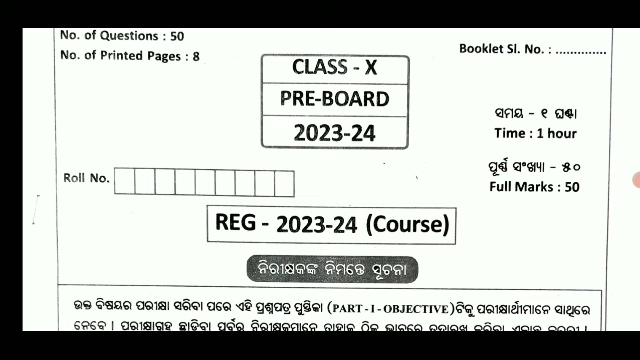 No. of Questions : 50
No. of Printed Pages : 8
Booklet Sl. No. : ..............
CLASS - X
PRE-BOARD
2023-24
ସମୟ - ୧ ଘଣ୍ଟା
Time : 1 hour
ପୂର୍ଣ୍ଣ ସଂଖ୍ୟା - ୫୦
Full Marks : 50
Roll No.
REG - 2023-24 (Course)
ନିରୀକ୍ଷକଙ୍କ ନିମନ୍ତେ ସୂଚନା
ଉକ୍ତ ବିଷୟର ପରୀକ୍ଷା ସରିବା ପରେ ଏହି ପ୍ରଶ୍ନପତ୍ର ପୁସ୍ତିକା (PART - I - OBJECTIVE) ଟିକୁ ପରୀକ୍ଷାର୍ଥୀମାନେ ସାଥିରେ
ନେବେ । ପରୀକ୍ଷାଗୃହ ଛାଡ଼ିବା ପୂର୍ବରୁ ନିରୀକ୍ଷକମାନେ ତାହାକୁ ଠିକ୍ ଭାବରେ